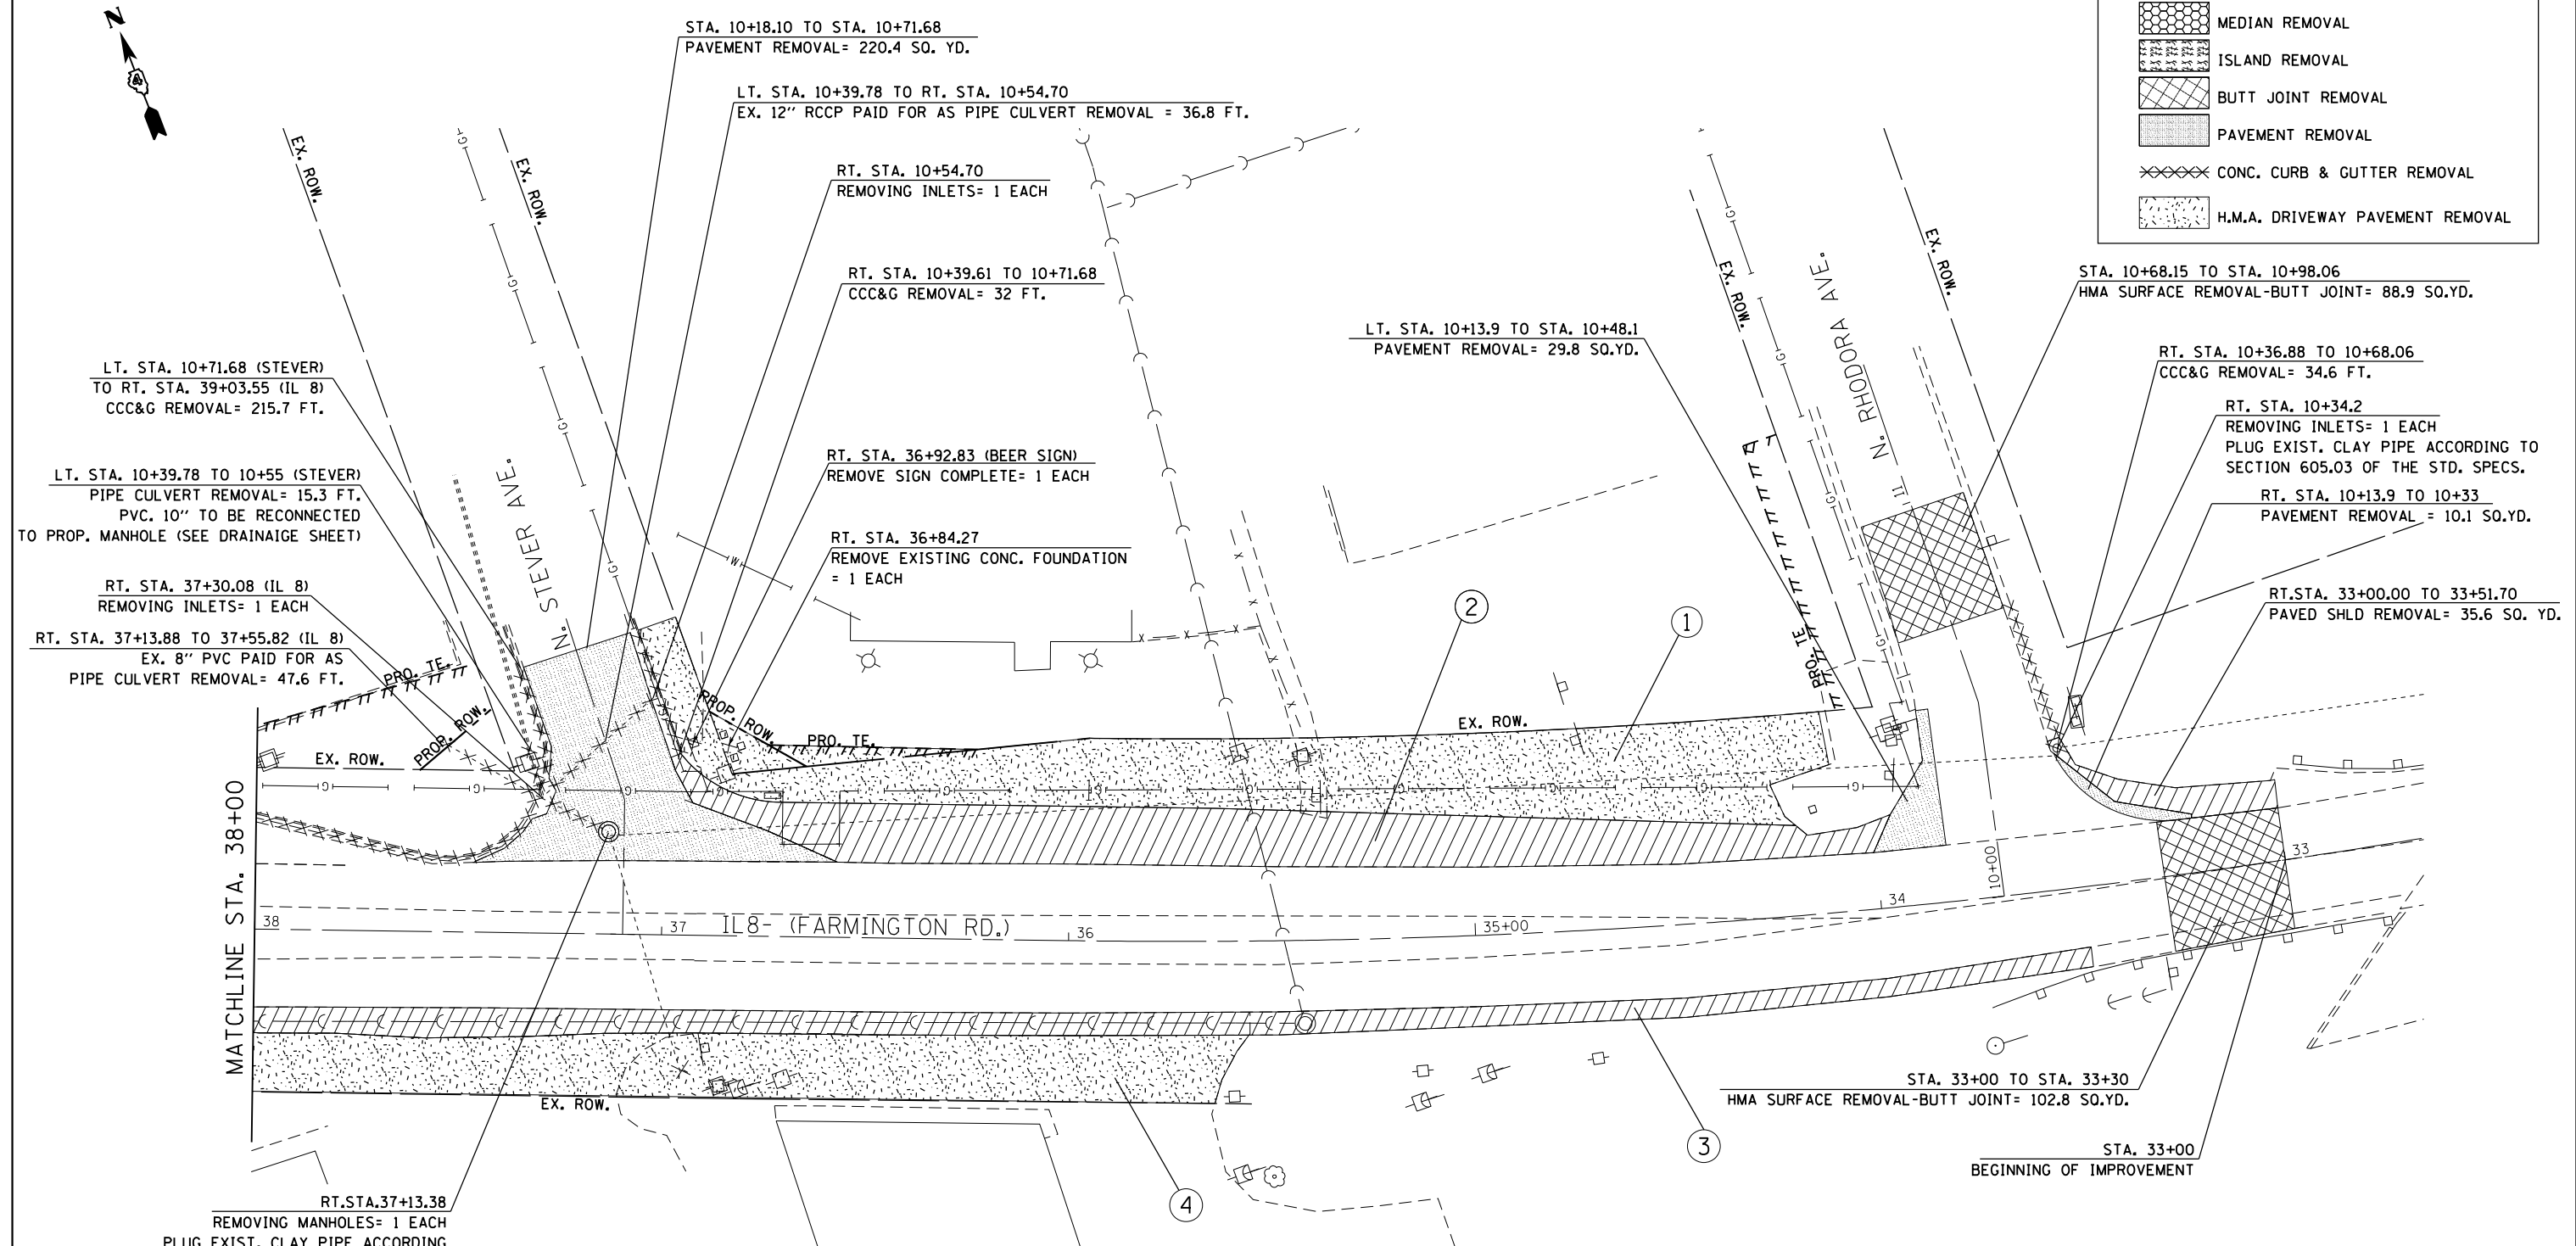 N
4
STA. 10+18.10 TO STA. 10+71.68
PAVEMENT REMOVAL= 220.4 SQ. YD.
LT. STA. 10+39.78 TO RT. STA. 10+54.70
EX. 12'' RCCP PAID FOR AS PIPE CULVERT REMOVAL = 36.8 FT.
RT. STA. 10+54.70
REMOVING INLETS= 1 EACH
RT. STA. 10+39.61 TO 10+71.68
CCC&G REMOVAL= 32 FT.
RT. STA. 36+92.83 (BEER SIGN)
REMOVE SIGN COMPLETE= 1 EACH
RT. STA. 36+84.27
REMOVE EXISTING CONC. FOUNDATION
= 1 EACH
LT. STA. 10+71.68 (STEVER)
TO RT. STA. 39+03.55 (IL 8)
CCC&G REMOVAL= 215.7 FT.
LT. STA. 10+39.78 TO 10+55 (STEVER)
PIPE CULVERT REMOVAL= 15.3 FT.
PVC. 10'' TO BE RECONNECTED
TO PROP. MANHOLE (SEE DRAINAIGE SHEET)
RT. STA. 37+30.08 (IL 8)
REMOVING INLETS= 1 EACH
RT. STA. 37+13.88 TO 37+55.82 (IL 8)
EX. 8'' PVC PAID FOR AS
PIPE CULVERT REMOVAL= 47.6 FT.
MEDIAN REMOVAL
ISLAND REMOVAL
BUTT JOINT REMOVAL
PAVEMENT REMOVAL
CONC. CURB & GUTTER REMOVAL
H.M.A. DRIVEWAY PAVEMENT REMOVAL
STA. 10+68.15 TO STA. 10+98.06
HMA SURFACE REMOVAL-BUTT JOINT= 88.9 SQ.YD.
LT. STA. 10+13.9 TO STA. 10+48.1
PAVEMENT REMOVAL= 29.8 SQ.YD.
RT. STA. 10+36.88 TO 10+68.06
CCC&G REMOVAL= 34.6 FT.
RT. STA. 10+34.2
REMOVING INLETS= 1 EACH
PLUG EXIST. CLAY PIPE ACCORDING TO
SECTION 605.03 OF THE STD. SPECS.
RT. STA. 10+13.9 TO 10+33
PAVEMENT REMOVAL = 10.1 SQ.YD.
RT.STA. 33+00.00 TO 33+51.70
PAVED SHLD REMOVAL= 35.6 SQ. YD.
EX. ROW.
EX. ROW.
EX. ROW.
EX. ROW.
N. STEVER AVE.
N. RHODORA AVE.
11
W
PRO. TE.
PROP. ROW.
EX. ROW.
PROP. ROW.
PRO. TE.
EX. ROW.
PRO. TE
2
1
MATCHLINE STA. 38+00
38
37
IL8- (FARMINGTON RD.)
36
35+00
34
10+00
33
EX. ROW.
3
4
STA. 33+00 TO STA. 33+30
HMA SURFACE REMOVAL-BUTT JOINT= 102.8 SQ.YD.
STA. 33+00
BEGINNING OF IMPROVEMENT
RT.STA.37+13.38
REMOVING MANHOLES= 1 EACH
PLUG EXIST. CLAY PIPE ACCORDING